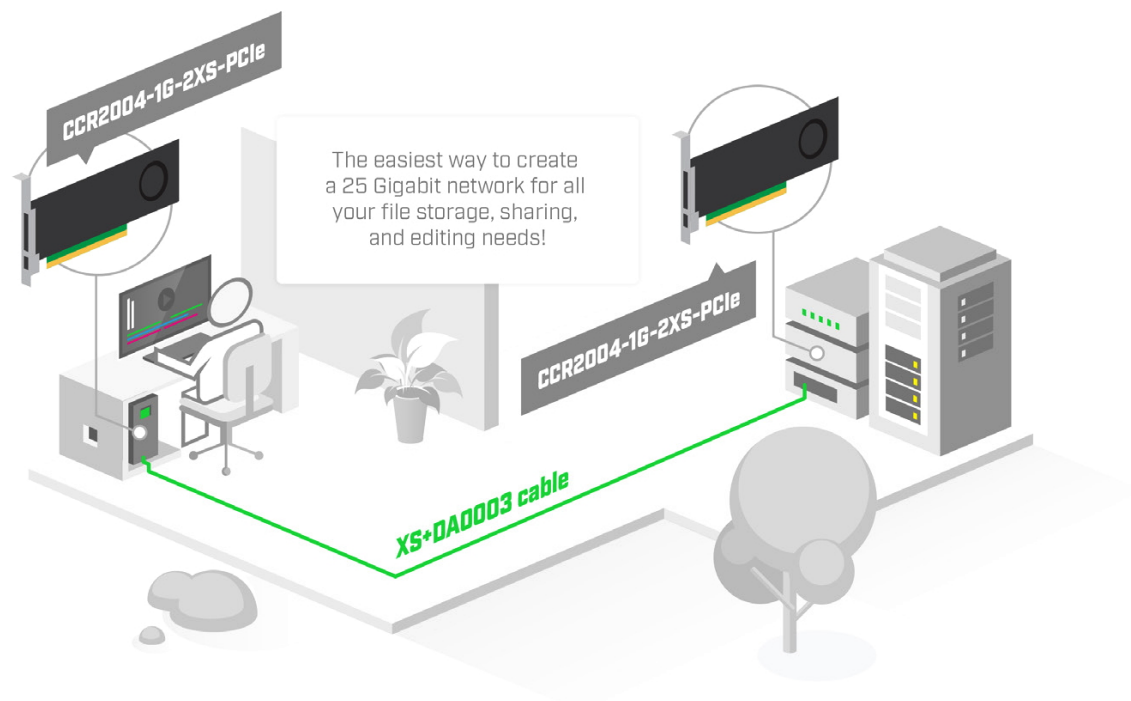 CCR2004-1G-2XS-PCIe
The easiest way to create
a 25 Gigabit network for all
your file storage, sharing,
and editing needs!
CCR2004-1G-2XS-PCIe
XS+DA0003 cable